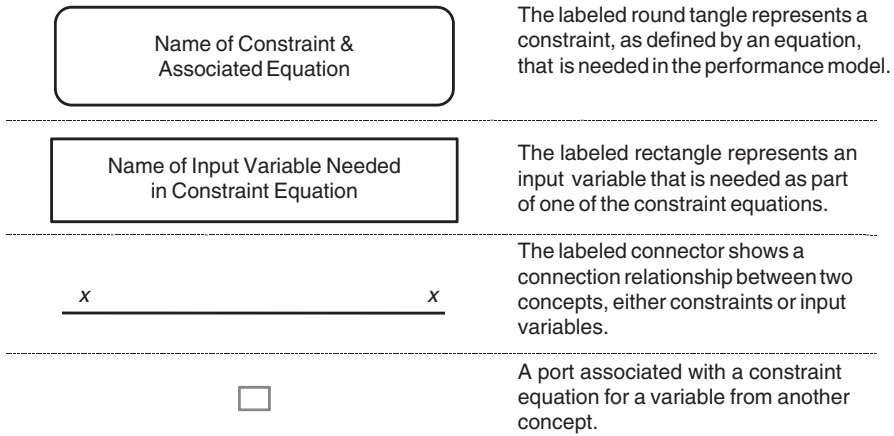 Name of Constraint &
Associated Equation
The labeled round tangle represents a
constraint, as defined by an equation,
that is needed in the performance model.
Name of Input Variable Needed
in Constraint Equation
The labeled rectangle represents an
input variable that is needed as part
of one of the constraint equations.
x x
The labeled connector shows a
connection relationship between two
concepts, either constraints or input
variables.
A port associated with a constraint
equation for a variable from another
concept.